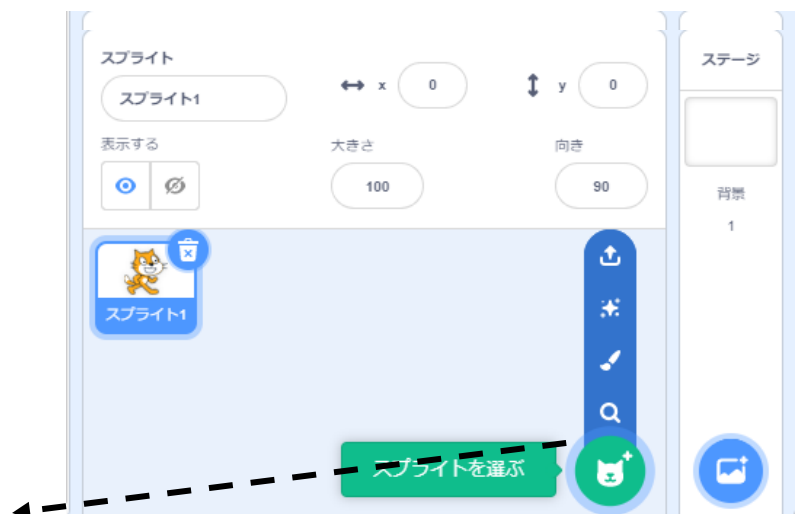 スプライト
ステージ
スプライト1
x
0
y
0
表示する
大きさ
向き
100
90
背景
1
スプライト1
スプライトを選ぶ